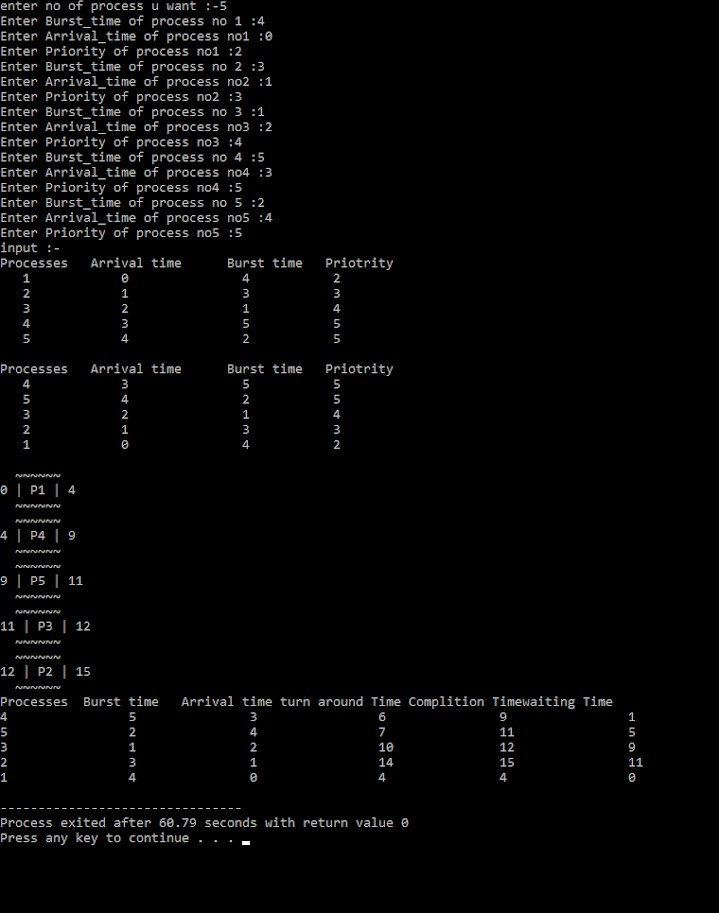 enter no of process u want :-5
Enter Burst_time of process no 1 :4
Enter Arrival_time of process no1 :0
Enter Priority of process no1 :2
Enter Burst_time of process no 2 :3
Enter Arrival_time of process no2 :1
Enter Priority of process no2 :3
Enter Burst_time of process no 3 :1
Enter Arrival_time of process no3 :2
Enter Priority of process no3 :4
Enter Burst_time of process no 4 :5
Enter Arrival_time of process no4 :3
Enter Priority of process no4 :5
Enter Burst_time of process no 5 :2
Enter Arrival_time of process no5 :4
Enter Priority of process no5 :5
input :-
Processes   Arrival time      Burst time   Priotrity
   1            0               4           2
   2            1               3           3
   3            2               1           4
   4            3               5           5
   5            4               2           5

Processes   Arrival time      Burst time    Priotrity
   4            3               5           5
   5            4               2           5
   3            2               1           4
   2            1               3           3
   1            0               4           2

  ~~~~~~
0 | P1 | 4
  ~~~~~~
  ~~~~~~
4 | P4 | 9
  ~~~~~~
  ~~~~~~
9 | P5 | 11
  ~~~~~~
  ~~~~~~
11 | P3 | 12
  ~~~~~~
  ~~~~~~
12 | P2 | 15
  ~~~~~~
Processes  Burst time   Arrival time turn around Time Complition Timewaiting Time
4                5               3                6               9                1
5                2               4                7               11               5
3                1               2                10              12               9
2                3               1                14              15               11
1                4               0                4               4                0

--------------------------------
Process exited after 60.79 seconds with return value 0
Press any key to continue . . .